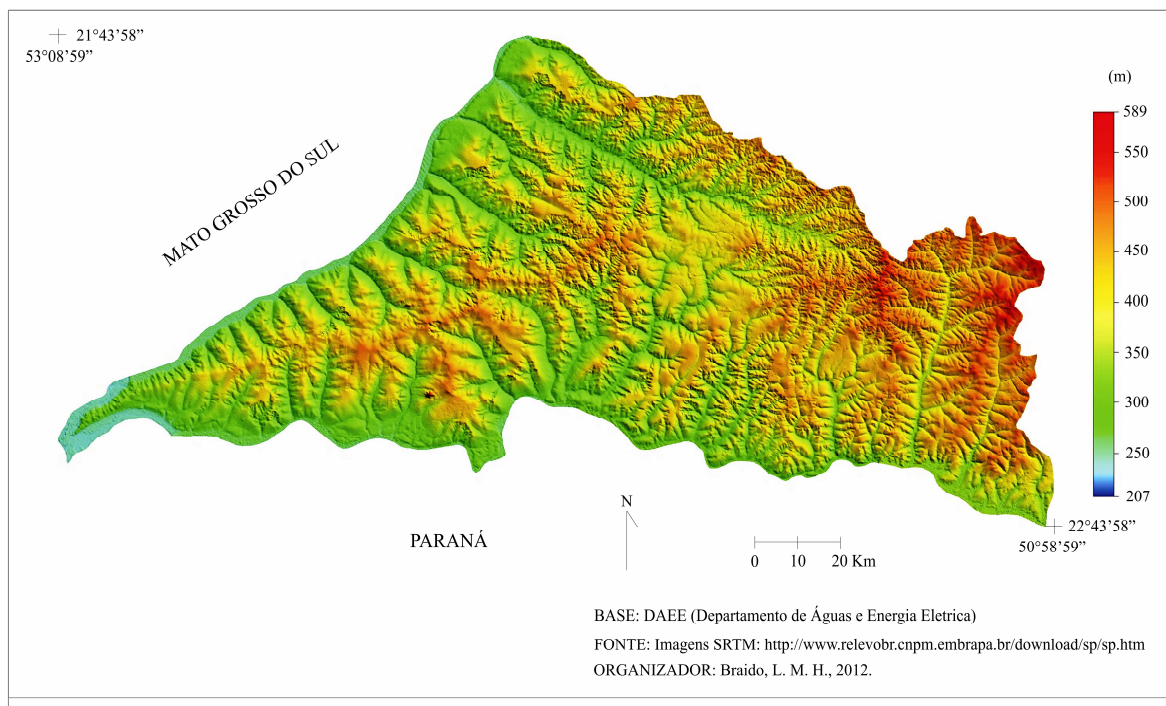 21°43’58”
53°08’59”
MATO GROSSO DO SUL
(m)
589
550
500
450
400
350
300
250
207
N
PARANÁ
22°43’58”
50°58’59”
0 10 20 Km
BASE: DAEE (Departamento de Águas e Energia Eletrica)
FONTE: Imagens SRTM: http://www.relevobr.cnpm.embrapa.br/download/sp/sp.htm
ORGANIZADOR: Braido, L. M. H., 2012.